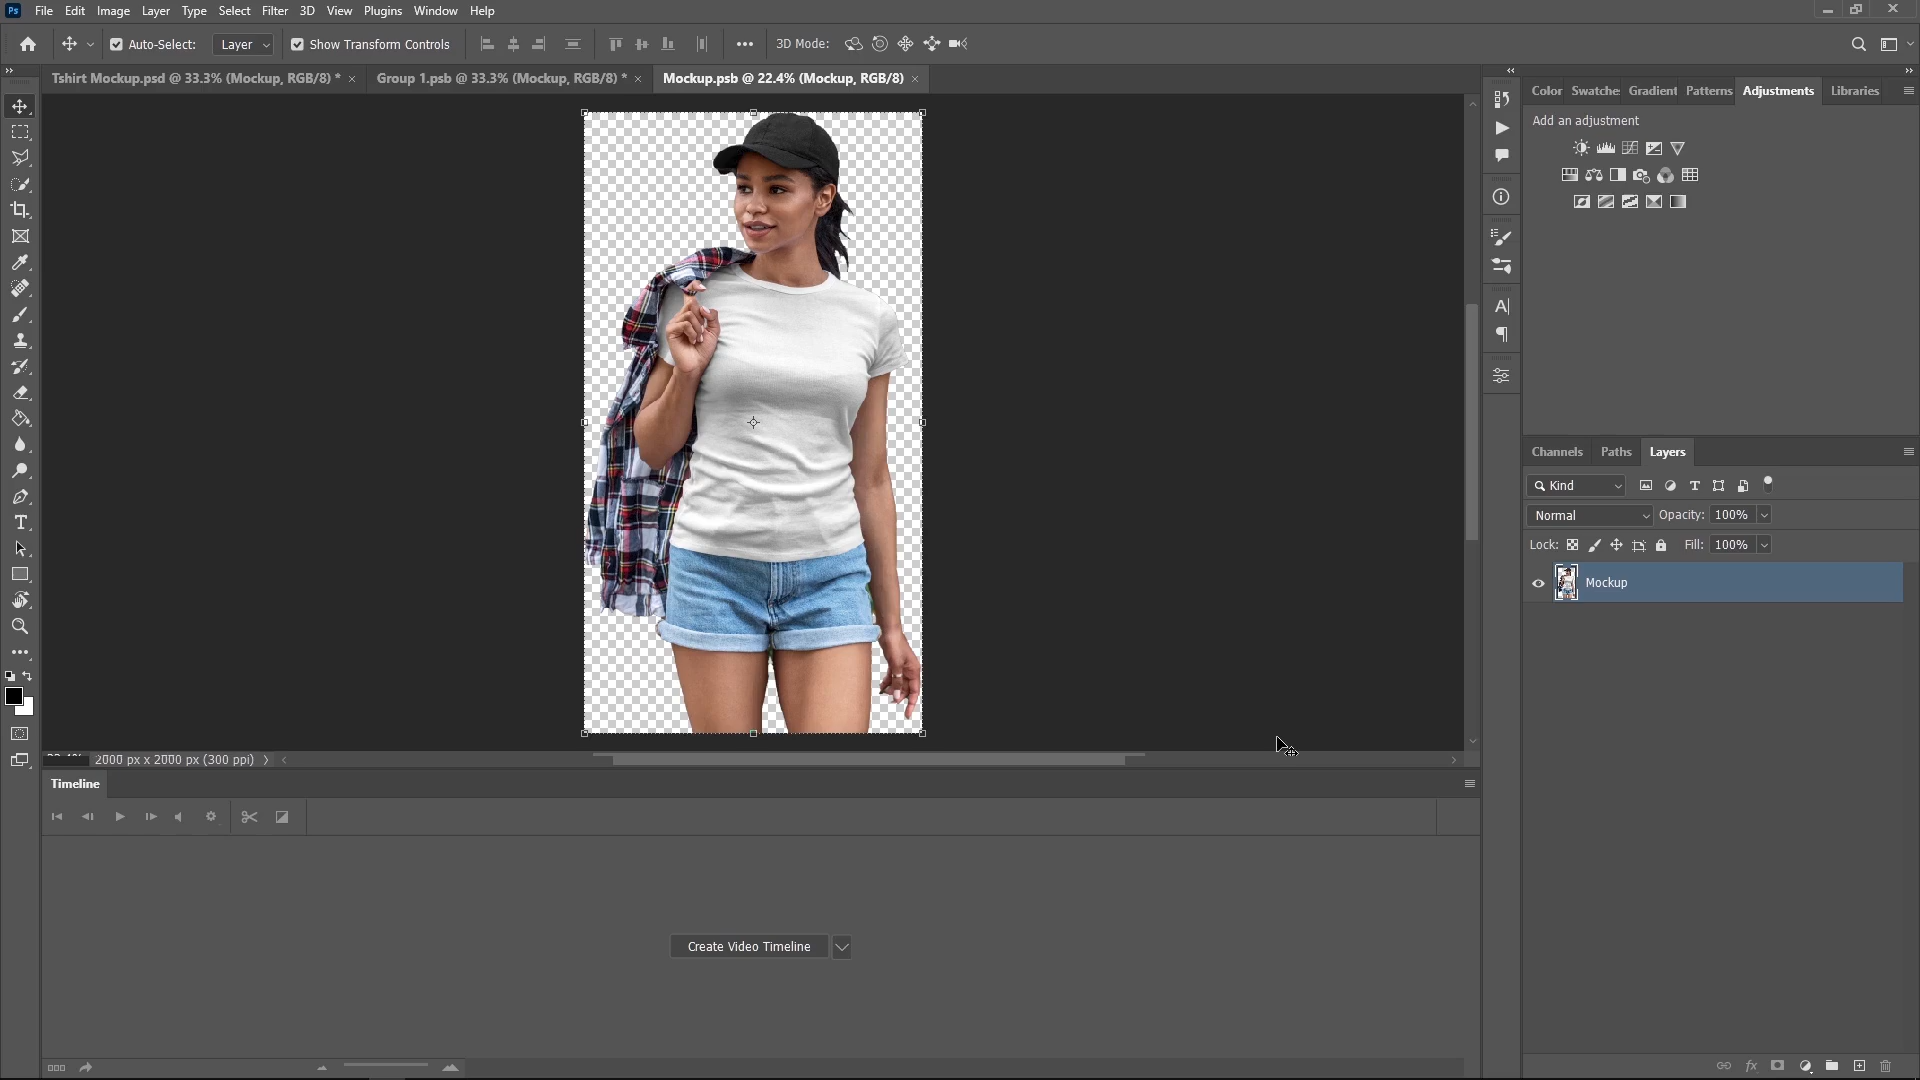 Ps File Edit Image Layer Type Select Filter 3D View Plugins Window Help
Auto-Select: Layer Show Transform Controls 3D Mode:
Tshirt Mockup.psd @ 33.3% (Mockup, RGB/8) * × Group 1.psb @ 33.3% (Mockup, RGB/8) * × Mockup.psb @ 22.4% (Mockup, RGB/8) ×
Color Swatche Gradient Patterns Adjustments Libraries
Add an adjustment
Channels Paths Layers
Kind
Normal Opacity: 100%
Lock: Fill: 100%
Mockup
2000 px x 2000 px (300 ppi)
Timeline
Create Video Timeline
fx